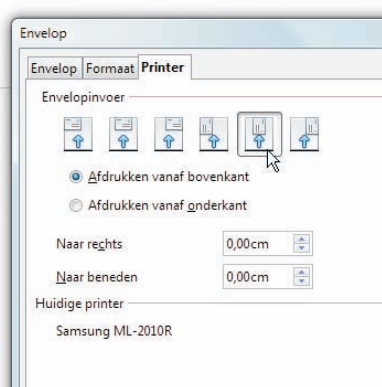 Envelop
Envelop Formaat Printer
Envelopinvoer
Afdrukken vanaf bovenkant
Afdrukken vanaf onderkant
Naar rechts 0,00cm
Naar beneden 0,00cm
Huidige printer
Samsung ML-2010R